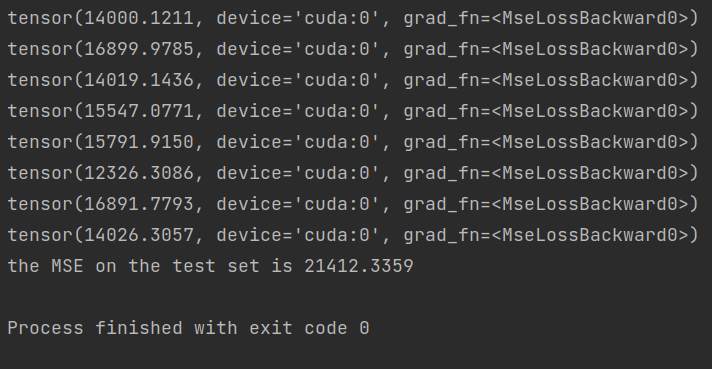 tensor(14000.1211, device='cuda:0', grad_fn=<MseLossBackward0>)
tensor(16899.9785, device='cuda:0', grad_fn=<MseLossBackward0>)
tensor(14019.1436, device='cuda:0', grad_fn=<MseLossBackward0>)
tensor(15547.0771, device='cuda:0', grad_fn=<MseLossBackward0>)
tensor(15791.9150, device='cuda:0', grad_fn=<MseLossBackward0>)
tensor(12326.3086, device='cuda:0', grad_fn=<MseLossBackward0>)
tensor(16891.7793, device='cuda:0', grad_fn=<MseLossBackward0>)
tensor(14026.3057, device='cuda:0', grad_fn=<MseLossBackward0>)
the MSE on the test set is 21412.3359
Process finished with exit code 0